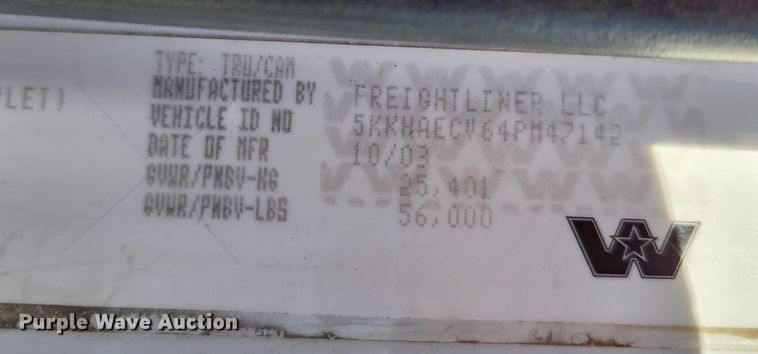 TYPE: TRU/CAM
PLET)
MANUFACTURED BY FREIGHTLINER LLC
VEHICLE ID NO 5KKHAECV64PM47142
DATE OF MFR 10/03
GVWR/PNBV-KG 25,401
GVWR/PNBV-LBS 56,000
W
Purple Wave Auction